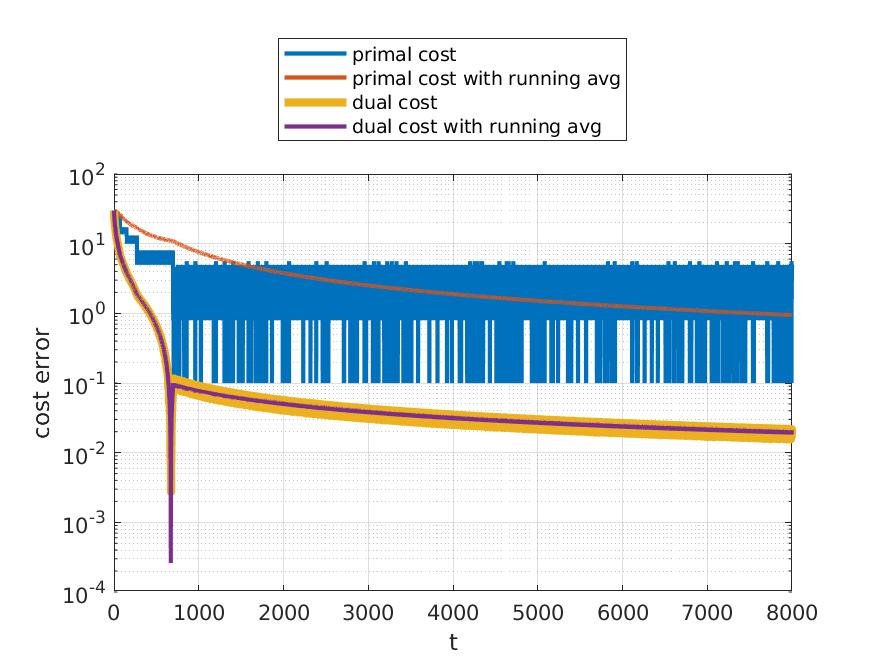 primal cost
primal cost with running avg
dual cost
dual cost with running avg
10^2
10^1
10^0
10^-1
10^-2
10^-3
10^-4
cost error
0 1000 2000 3000 4000 5000 6000 7000 8000
t